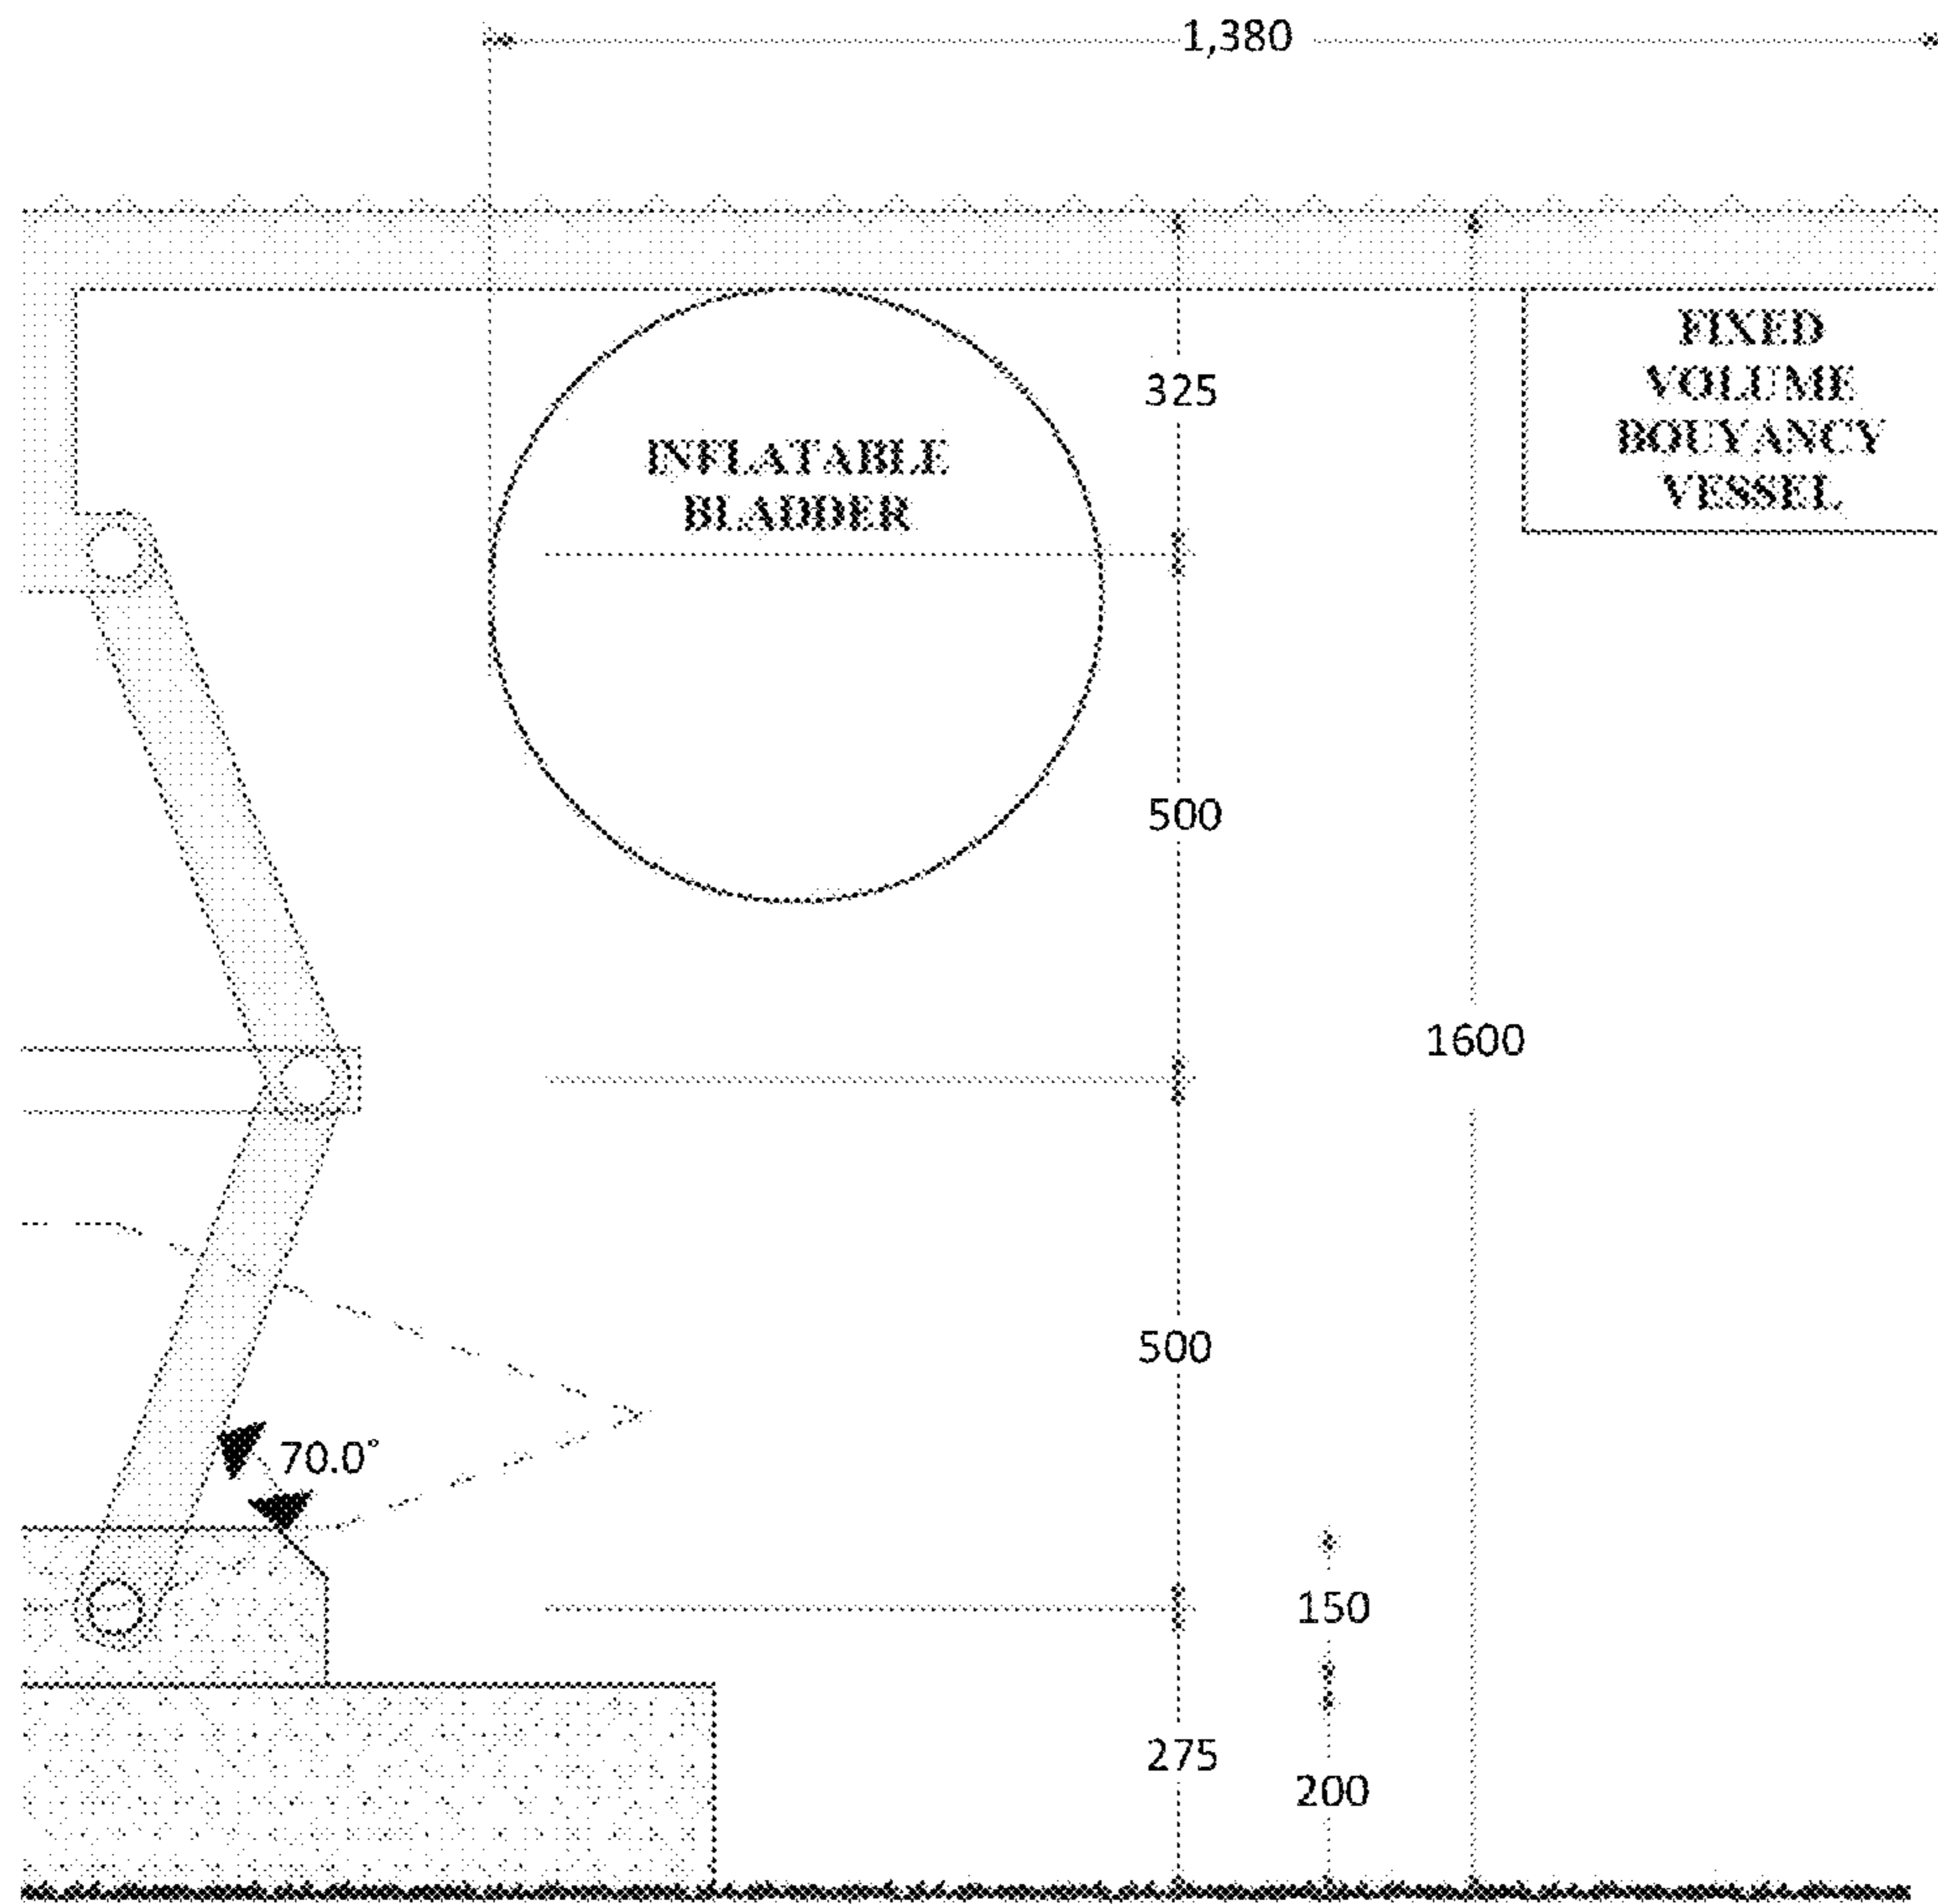 1,380
FIXED
VOLUME
BOUYANCY
VESSEL
325
INFLATABLE
BLADDER
500
1600
500
70.0°
150
275
200